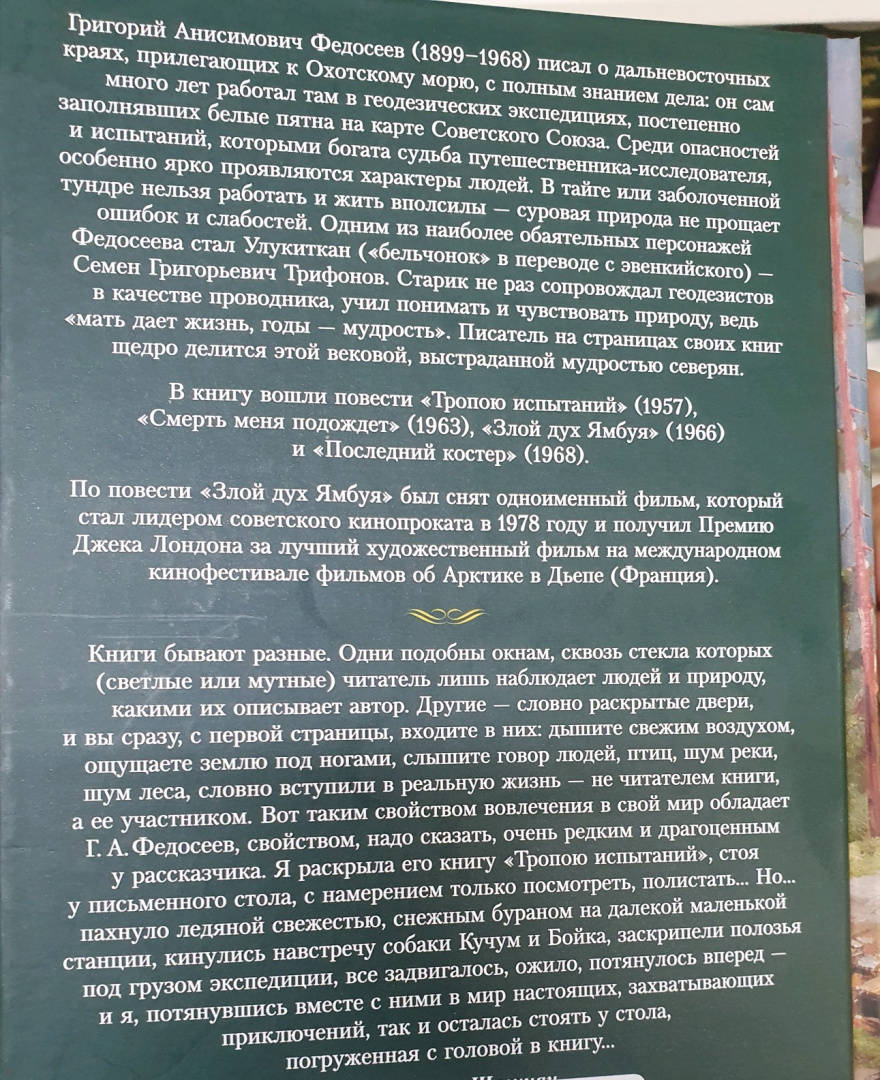 Григорий Анисимович Федосеев (1899–1968) писал о дальневосточных
краях, прилегающих к Охотскому морю, с полным знанием дела: он сам
много лет работал там в геодезических экспедициях, постепенно
заполнявших белые пятна на карте Советского Союза. Среди опасностей
и испытаний, которыми богата судьба путешественника-исследователя,
особенно ярко проявляются характеры людей. В тайге или заболоченной
тундре нельзя работать и жить вполсилы — суровая природа не прощает
ошибок и слабостей. Одним из наиболее обаятельных персонажей
Федосеева стал Улукиткан («бельчонок» в переводе с эвенкийского) —
Семен Григорьевич Трифонов. Старик не раз сопровождал геодезистов
в качестве проводника, учил понимать и чувствовать природу, ведь
«мать дает жизнь, годы — мудрость». Писатель на страницах своих книг
щедро делится этой вековой, выстраданной мудростью северян.
В книгу вошли повести «Тропою испытаний» (1957),
«Смерть меня подождет» (1963), «Злой дух Ямбуя» (1966)
и «Последний костер» (1968).
По повести «Злой дух Ямбуя» был снят одноименный фильм, который
стал лидером советского кинопроката в 1978 году и получил Премию
Джека Лондона за лучший художественный фильм на международном
кинофестивале фильмов об Арктике в Дьепе (Франция).
Книги бывают разные. Одни подобны окнам, сквозь стекла которых
(светлые или мутные) читатель лишь наблюдает людей и природу,
какими их описывает автор. Другие — словно раскрытые двери,
и вы сразу, с первой страницы, входите в них: дышите свежим воздухом,
ощущаете землю под ногами, слышите говор людей, птиц, шум реки,
шум леса, словно вступили в реальную жизнь — не читателем книги,
а ее участником. Вот таким свойством вовлечения в свой мир обладает
Г. А. Федосеев, свойством, надо сказать, очень редким и драгоценным
у рассказчика. Я раскрыла его книгу «Тропою испытаний», стоя
у письменного стола, с намерением только посмотреть, полистать... Но...
пахнуло ледяной свежестью, снежным бураном на далекой маленькой
станции, кинулись навстречу собаки Кучум и Бойка, заскрипели полозья
под грузом экспедиции, все задвигалось, ожило, потянулось вперед —
и я, потянувшись вместе с ними в мир настоящих, захватывающих
приключений, так и осталась стоять у стола,
погруженная с головой в книгу...